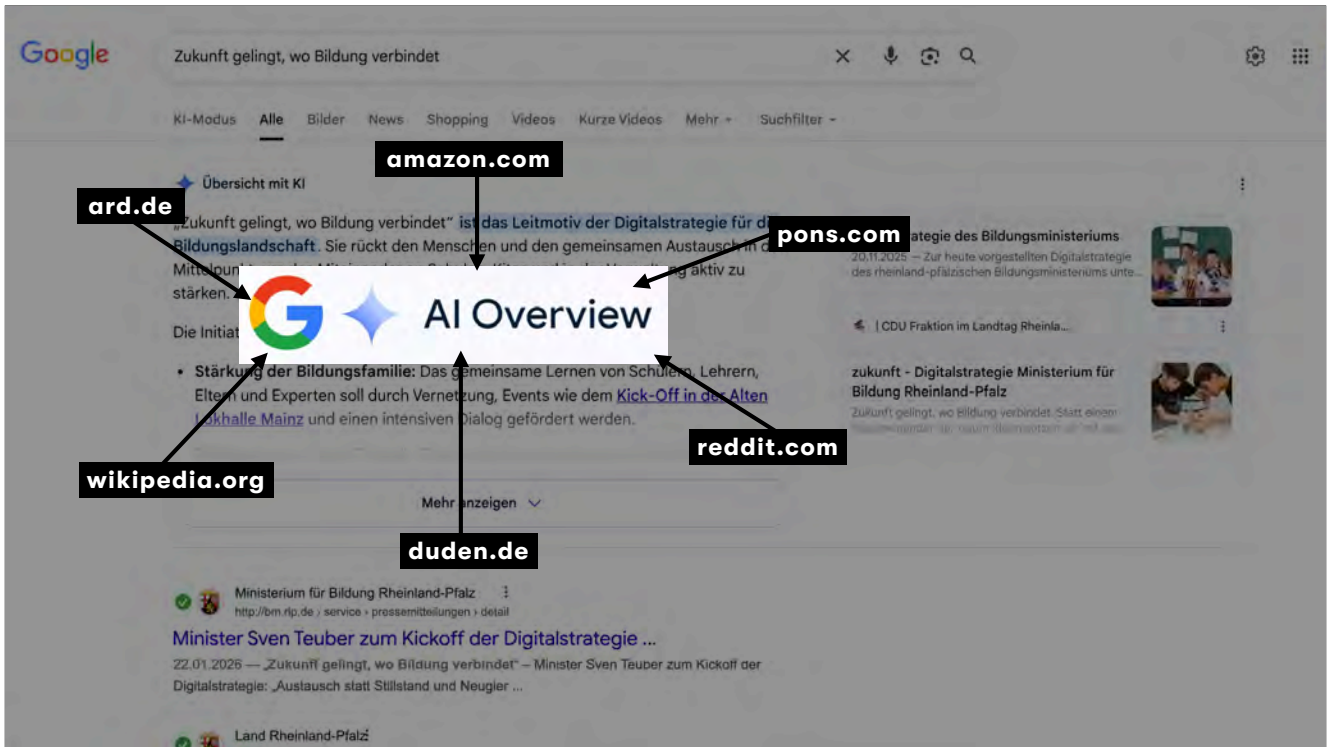 Google
Zukunft gelingt, wo Bildung verbindet
KI-Modus Alle Bilder News Shopping Videos Kurze Videos Mehr Suchfilter
amazon.com
Übersicht mit KI
ard.de
„Zukunft gelingt, wo Bildung verbindet“ ist das Leitmotiv der Digitalstrategie für
Bildungslandschaft. Sie rückt den Menschen und den gemeinsamen Austausch in
aktiv zu
stärken.
pons.com
AI Overview
Die
Stärkung der Bildungsfamilie: Das gemeinsame Lernen von Schülern, Lehrern,
Eltern und Experten soll durch Vernetzung, Events wie dem Kick-Off in der Alten
Lokhalle Mainz und einen intensiven Dialog gefördert werden.
reddit.com
wikipedia.org
Mehr anzeigen
duden.de
des Bildungsministeriums
20.11.2025 — Zur heute vorgestellten Digitalstrategie
des rheinland-pfälzischen Bildungsministeriums unte...
| CDU Fraktion im Landtag Rheinla...
zukunft - Digitalstrategie Ministerium für
Bildung Rheinland-Pfalz
Zukunft gelingt, wo Bildung verbindet. Statt einem
Ministerium für Bildung Rheinland-Pfalz
http://bm.rlp.de › service › pressemitteilungen › detail
Minister Sven Teuber zum Kickoff der Digitalstrategie ...
22.01.2026 — „Zukunft gelingt, wo Bildung verbindet“ – Minister Sven Teuber zum Kickoff der
Digitalstrategie: „Austausch statt Stillstand und Neugier ...
Land Rheinland-Pfalz